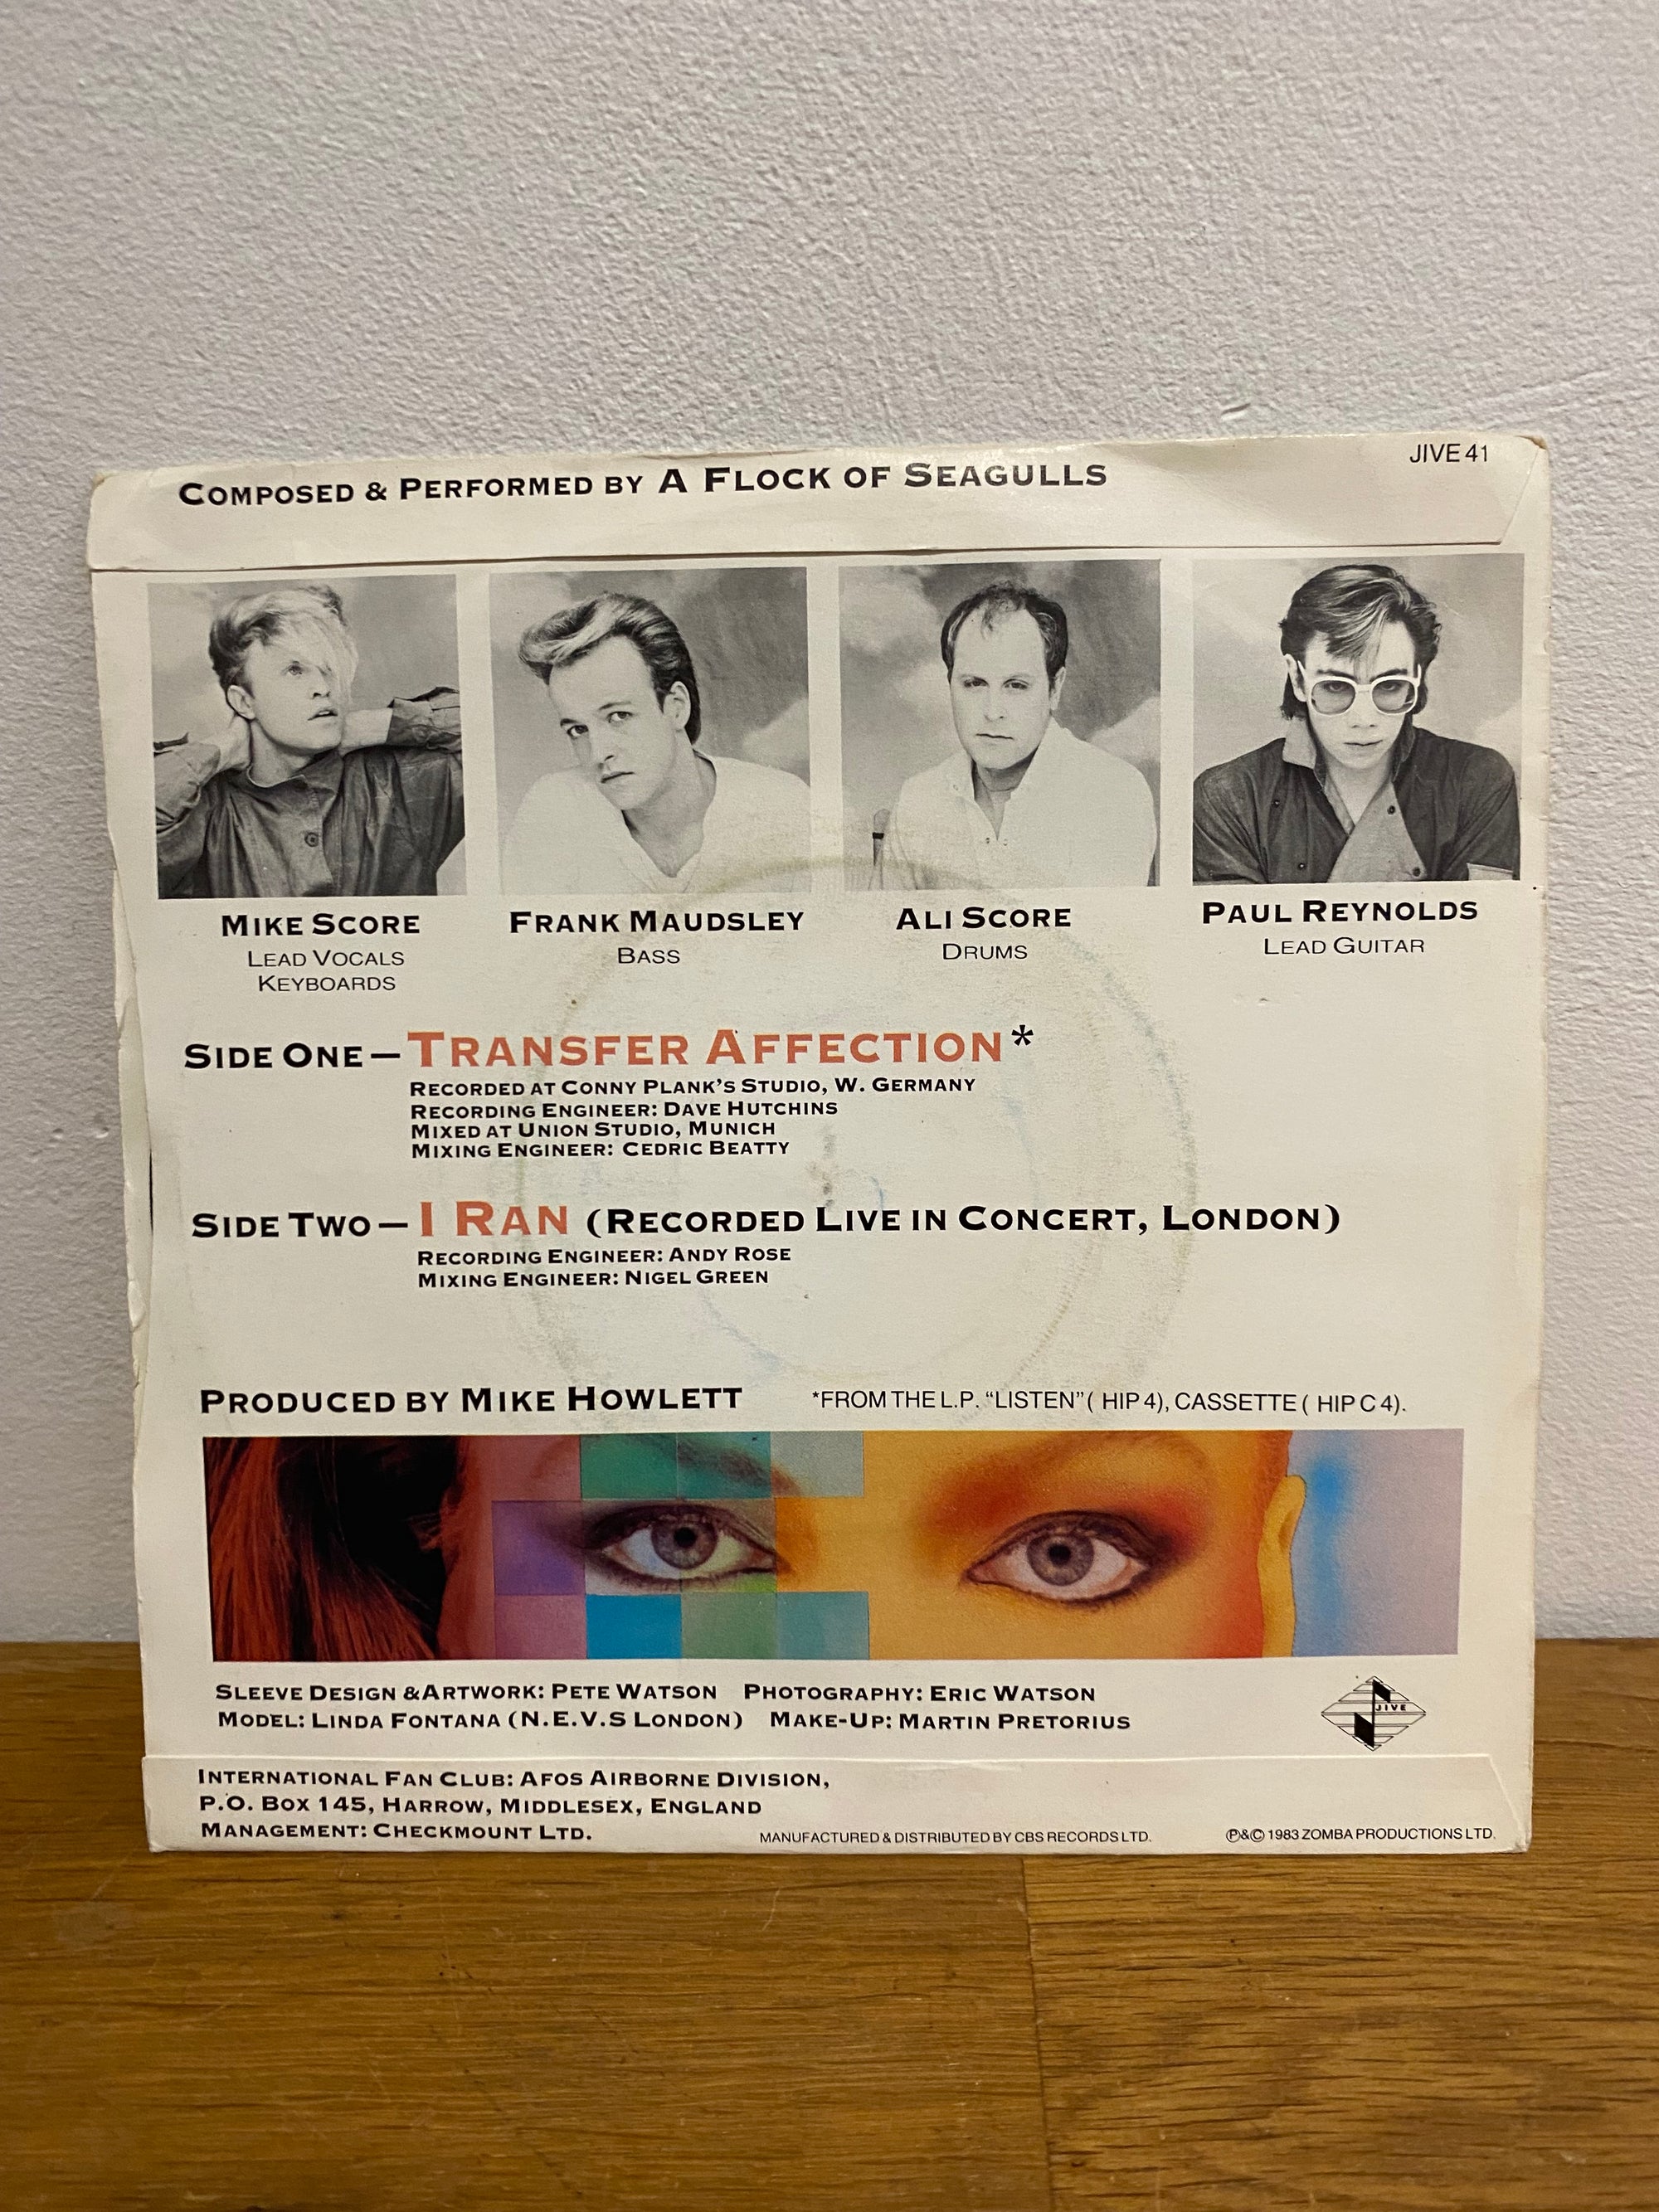 COMPOSED & PERFORMED BY A FLOCK OF SEAGULLS
JIVE 41
MIKE SCORE
LEAD VOCALS
KEYBOARDS
FRANK MAUDSLEY
BASS
ALI SCORE
DRUMS
PAUL REYNOLDS
LEAD GUITAR
SIDE ONE – TRANSFER AFFECTION*
RECORDED AT CONNY PLANK'S STUDIO, W. GERMANY
RECORDING ENGINEER: DAVE HUTCHINS
MIXED AT UNION STUDIO, MUNICH
MIXING ENGINEER: CEDRIC BEATTY
SIDE TWO – I RAN (RECORDED LIVE IN CONCERT, LONDON)
RECORDING ENGINEER: ANDY ROSE
MIXING ENGINEER: NIGEL GREEN
PRODUCED BY MIKE HOWLETT
*FROM THE L.P. "LISTEN" ( HIP 4), CASSETTE ( HIP C 4).
SLEEVE DESIGN & ARTWORK: PETE WATSON PHOTOGRAPHY: ERIC WATSON
MODEL: LINDA FONTANA (N.E.V.S LONDON) MAKE-UP: MARTIN PRETORIUS
JIVE
INTERNATIONAL FAN CLUB: AFOS AIRBORNE DIVISION,
P.O. BOX 145, HARROW, MIDDLESEX, ENGLAND
MANAGEMENT: CHECKMOUNT LTD.
MANUFACTURED & DISTRIBUTED BY CBS RECORDS LTD.
℗&© 1983 ZOMBA PRODUCTIONS LTD.